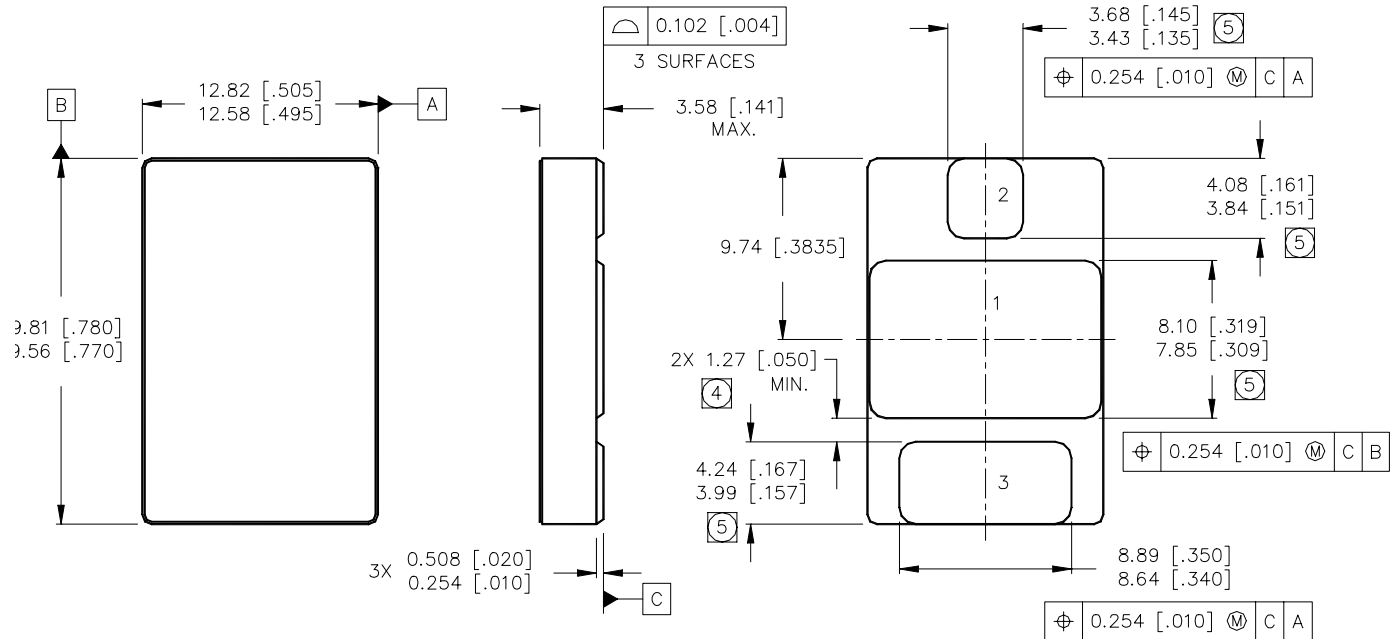 0.102 [.004]
3 SURFACES
3.68 [.145]
3.43 [.135]
5
0.254 [.010] Ⓜ C A
B
12.82 [.505]
12.58 [.495]
A
3.58 [.141]
MAX.
2
4.08 [.161]
3.84 [.151]
5
9.74 [.3835]
1
9.81 [.780]
9.56 [.770]
8.10 [.319]
7.85 [.309]
5
2X 1.27 [.050]
MIN.
4
0.254 [.010] Ⓜ C B
4.24 [.167]
3.99 [.157]
5
3
3X 0.508 [.020]
0.254 [.010]
C
8.89 [.350]
8.64 [.340]
0.254 [.010] Ⓜ C A